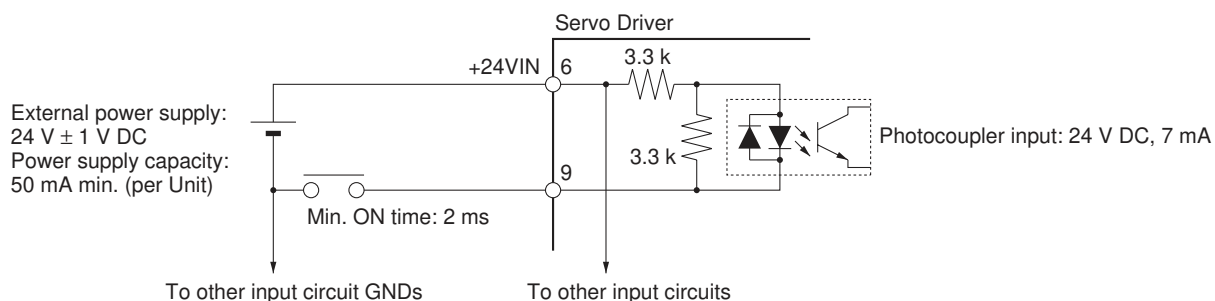 Servo Driver
+24VIN
6
3.3 k
External power supply:
24 V ± 1 V DC
Power supply capacity:
50 mA min. (per Unit)
3.3 k
Photocoupler input: 24 V DC, 7 mA
9
Min. ON time: 2 ms
To other input circuit GNDs
To other input circuits